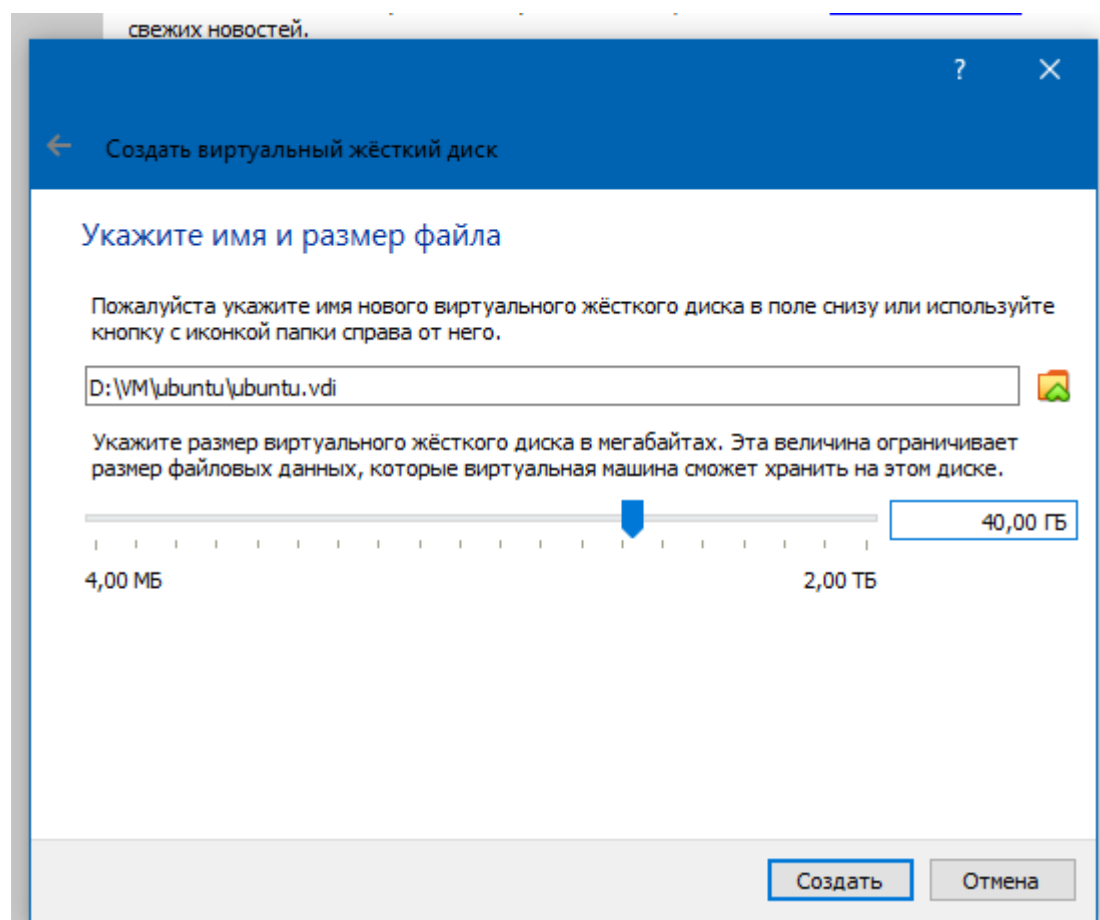 свежих новостей.
?
Создать виртуальный жёсткий диск
Укажите имя и размер файла
Пожалуйста укажите имя нового виртуального жёсткого диска в поле снизу или используйте
кнопку с иконкой папки справа от него.
D:\VM\ubuntu\ubuntu.vdi
Укажите размер виртуального жёсткого диска в мегабайтах. Эта величина ограничивает
размер файловых данных, которые виртуальная машина сможет хранить на этом диске.
40,00 ГБ
4,00 МБ 2,00 ТБ
Создать Отмена